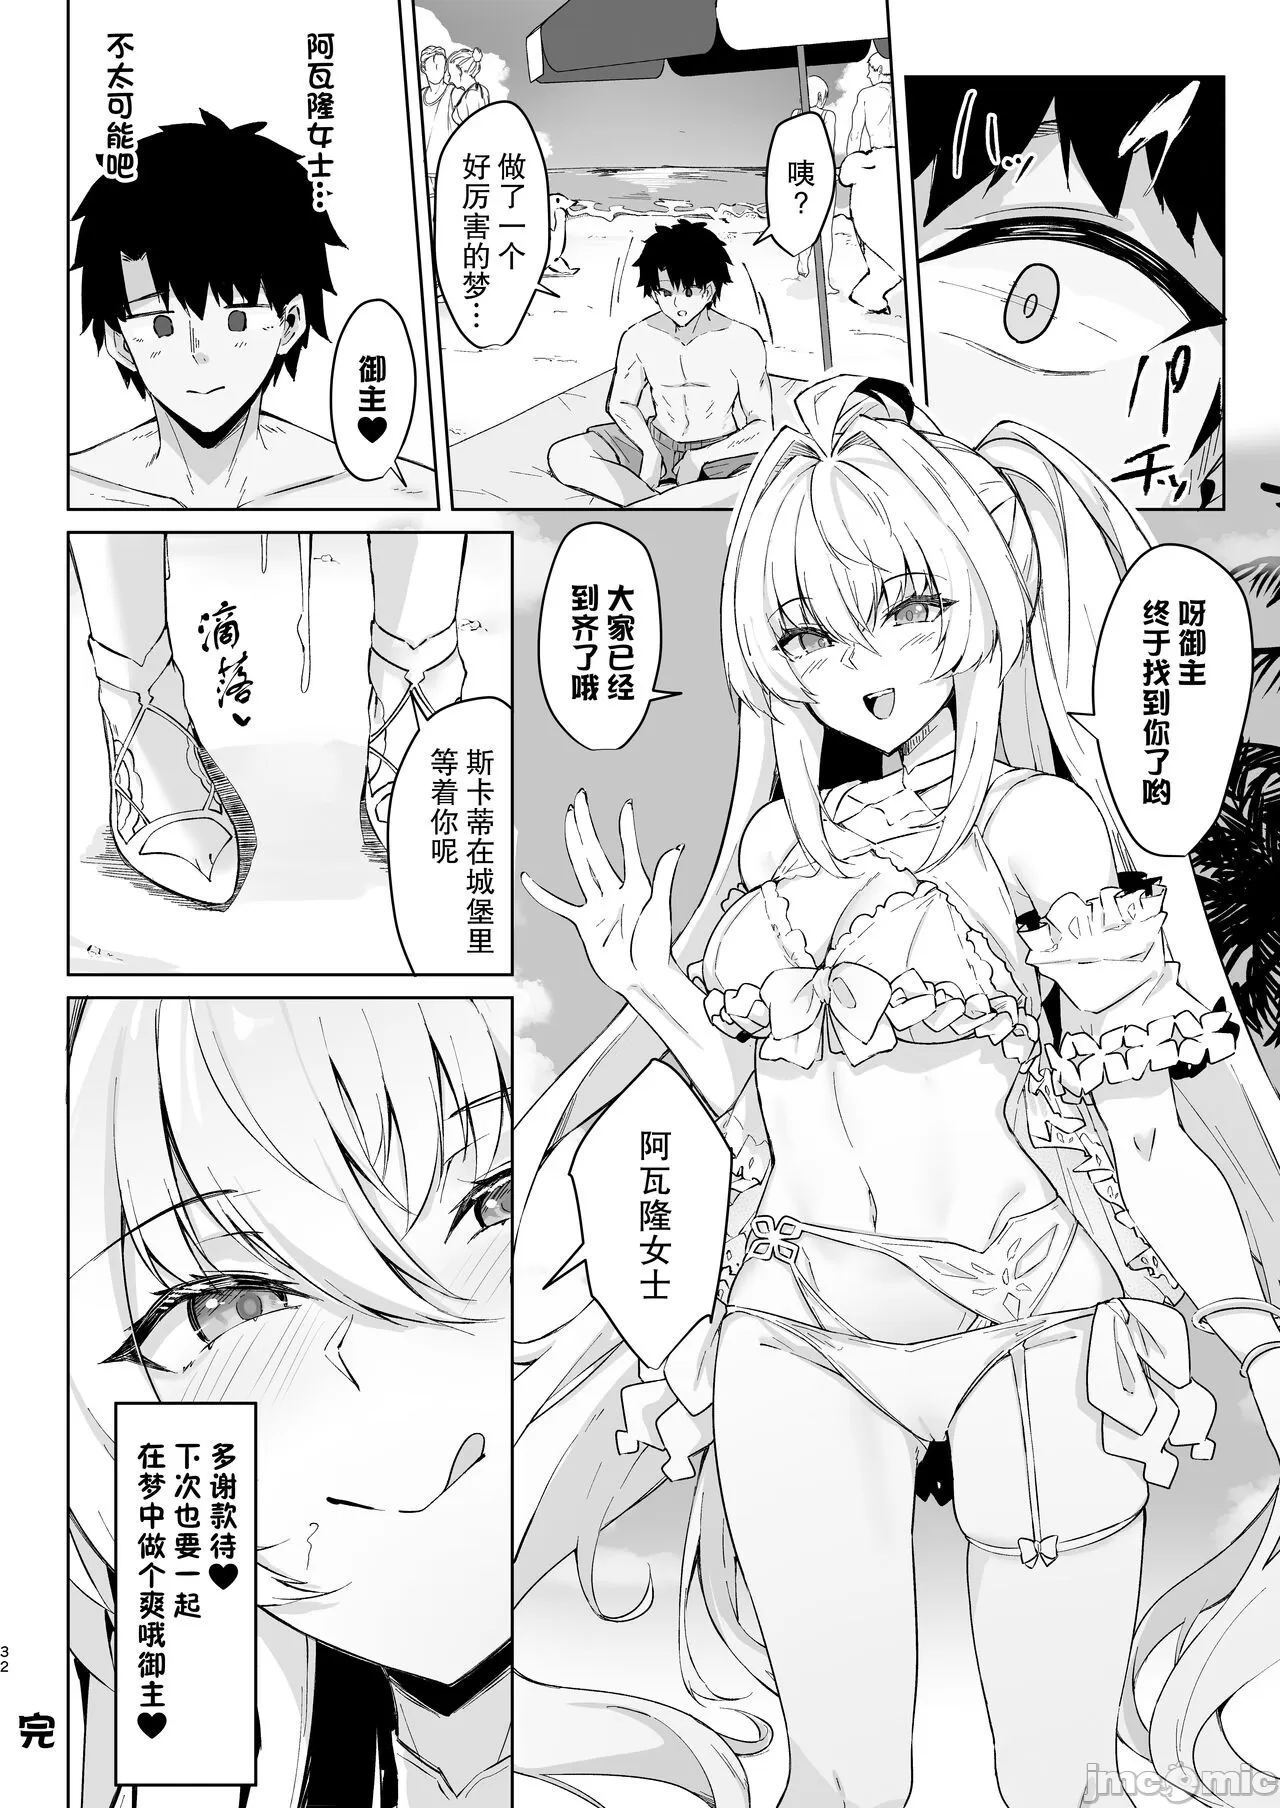 パチッ
咦?
做了一个
好厉害的梦…
阿瓦隆女士…
不太可能吧
御主♥
呀御主
终于找到你了哟
大家已经
到齐了哦
阿瓦隆女士
滴落♥
斯卡蒂在城堡里
等着你呢
多谢款待♥
下次也要一起
在梦中做个爽哦御主♥
32
完
jmcomic